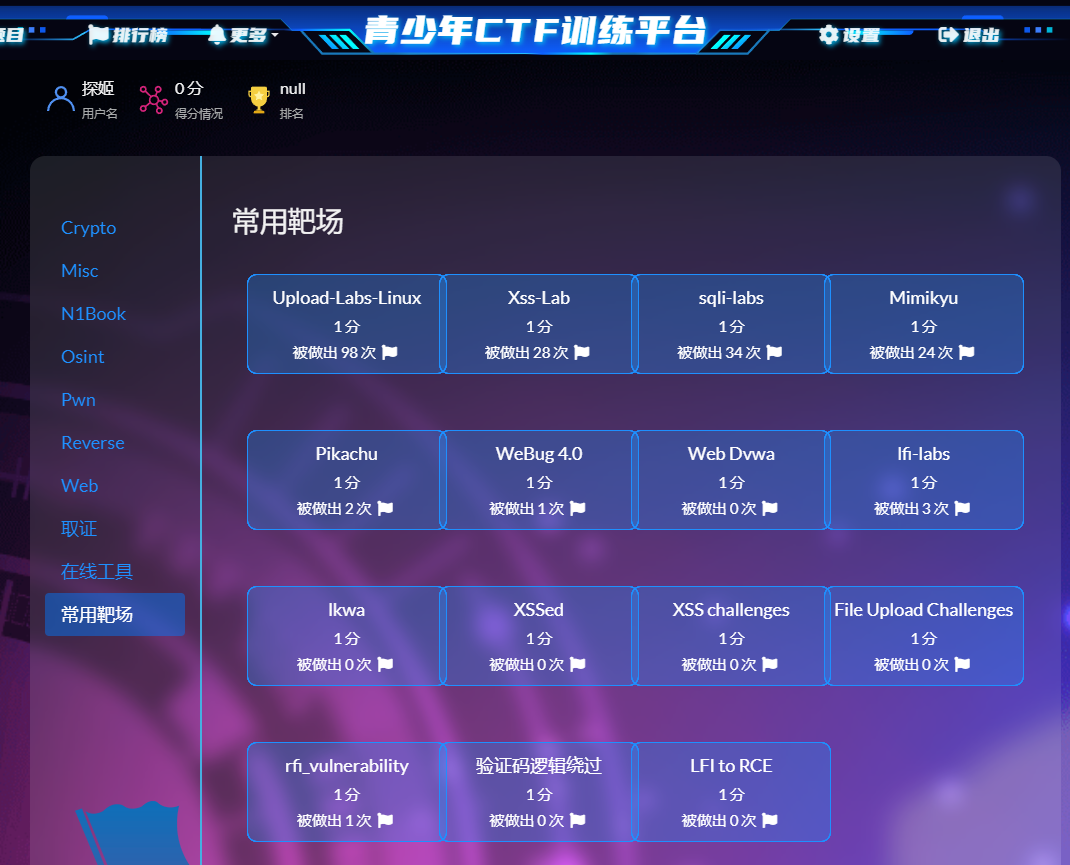 题目
排行榜
更多
青少年CTF训练平台
设置
退出
探姬
用户名
0 分
得分情况
null
排名
Crypto
Misc
N1Book
Osint
Pwn
Reverse
Web
取证
在线工具
常用靶场
常用靶场
Upload-Labs-Linux
1 分
被做出 98 次
Xss-Lab
1 分
被做出 28 次
sqli-labs
1 分
被做出 34 次
Mimikyu
1 分
被做出 24 次
Pikachu
1 分
被做出 2 次
WeBug 4.0
1 分
被做出 1 次
Web Dvwa
1 分
被做出 0 次
lfi-labs
1 分
被做出 3 次
Ikwa
1 分
被做出 0 次
XSSed
1 分
被做出 0 次
XSS challenges
1 分
被做出 0 次
File Upload Challenges
1 分
被做出 0 次
rfi_vulnerability
1 分
被做出 1 次
验证码逻辑绕过
1 分
被做出 0 次
LFI to RCE
1 分
被做出 0 次